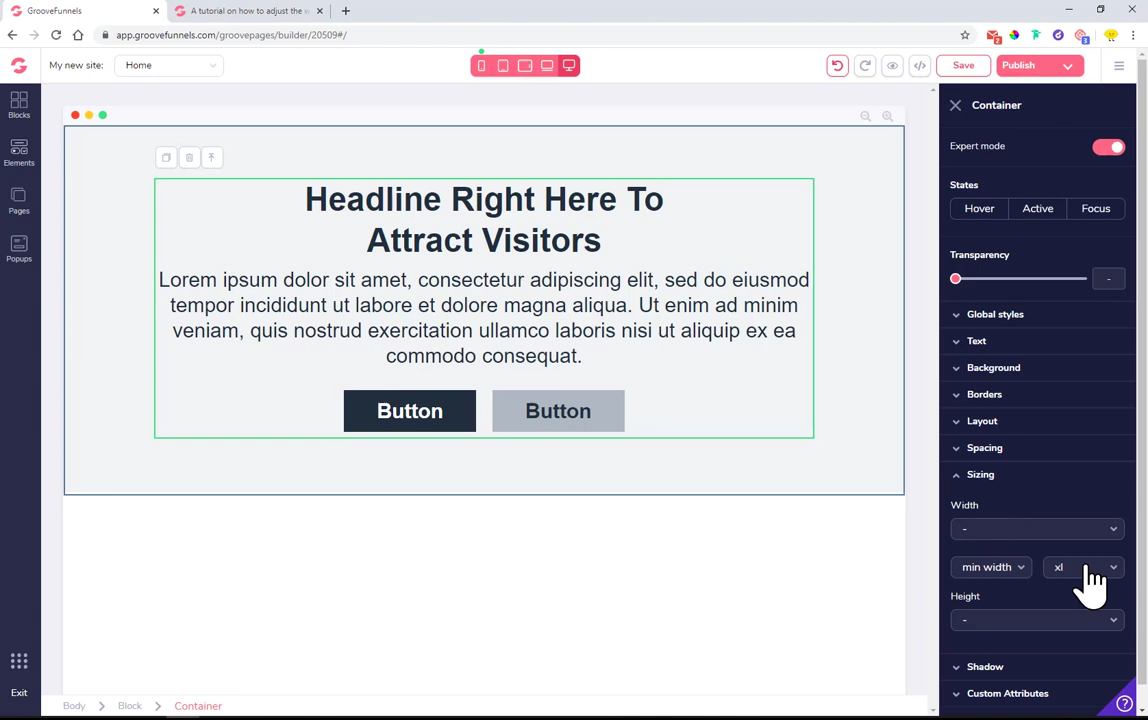 GrooveFunnels
A tutorial on how to adjust the w
app.groovefunnels.com/groovepages/builder/20509#/
2
3
My new site:
Home
Save
Publish
Blocks
Elements
Pages
Popups
Exit
Headline Right Here To
Attract Visitors
Lorem ipsum dolor sit amet, consectetur adipiscing elit, sed do eiusmod
tempor incididunt ut labore et dolore magna aliqua. Ut enim ad minim
veniam, quis nostrud exercitation ullamco laboris nisi ut aliquip ex ea
commodo consequat.
Button Button
Container
Expert mode
States
Hover Active Focus
Transparency
-
Global styles
Text
Background
Borders
Layout
Spacing
Sizing
Width
-
min width xl
Height
-
Shadow
Custom Attributes
Body Block Container